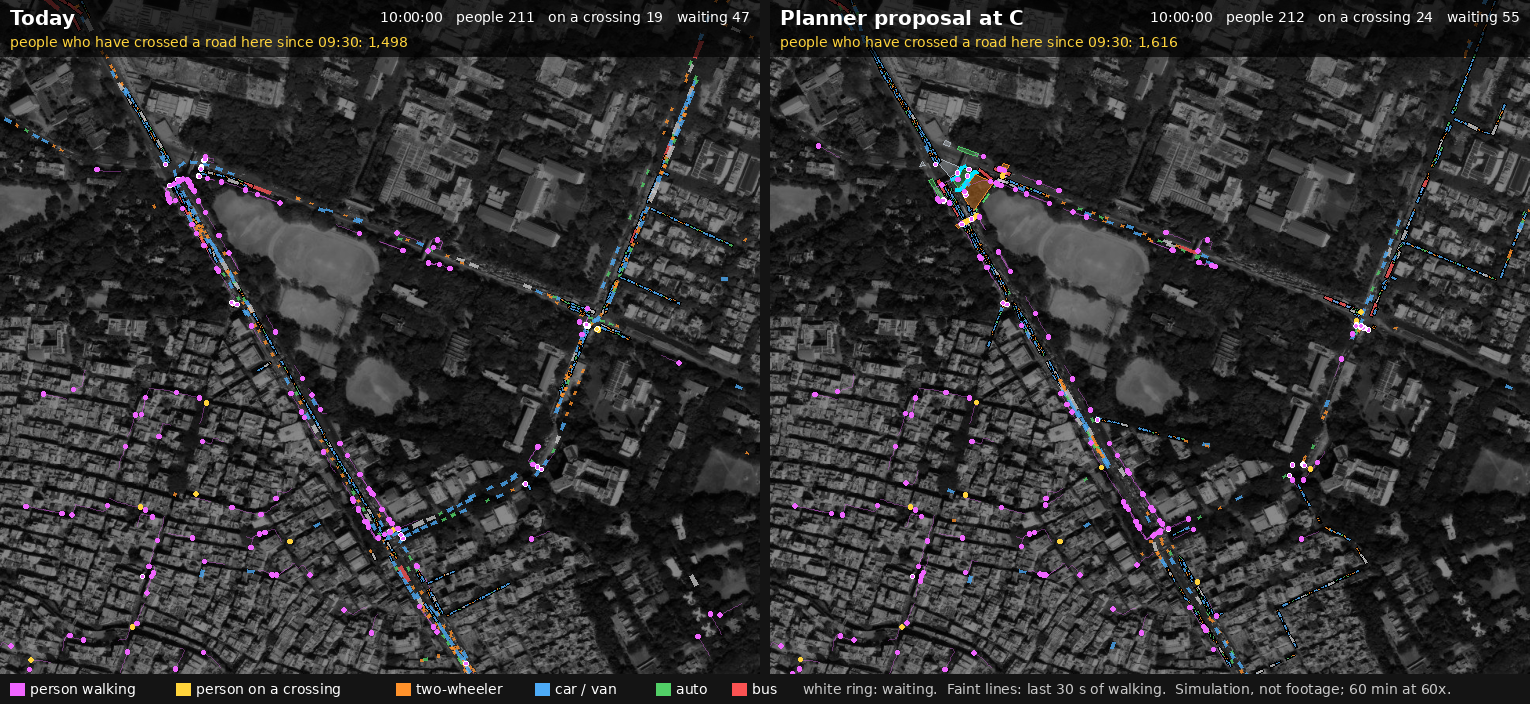 Today
10:00:00 people 211 on a crossing 19 waiting 47
people who have crossed a road here since 09:30: 1,498
Planner proposal at C
10:00:00 people 212 on a crossing 24 waiting 55
people who have crossed a road here since 09:30: 1,616
person walking person on a crossing two-wheeler car / van auto bus white ring: waiting. Faint lines: last 30 s of walking. Simulation, not footage; 60 min at 60x.